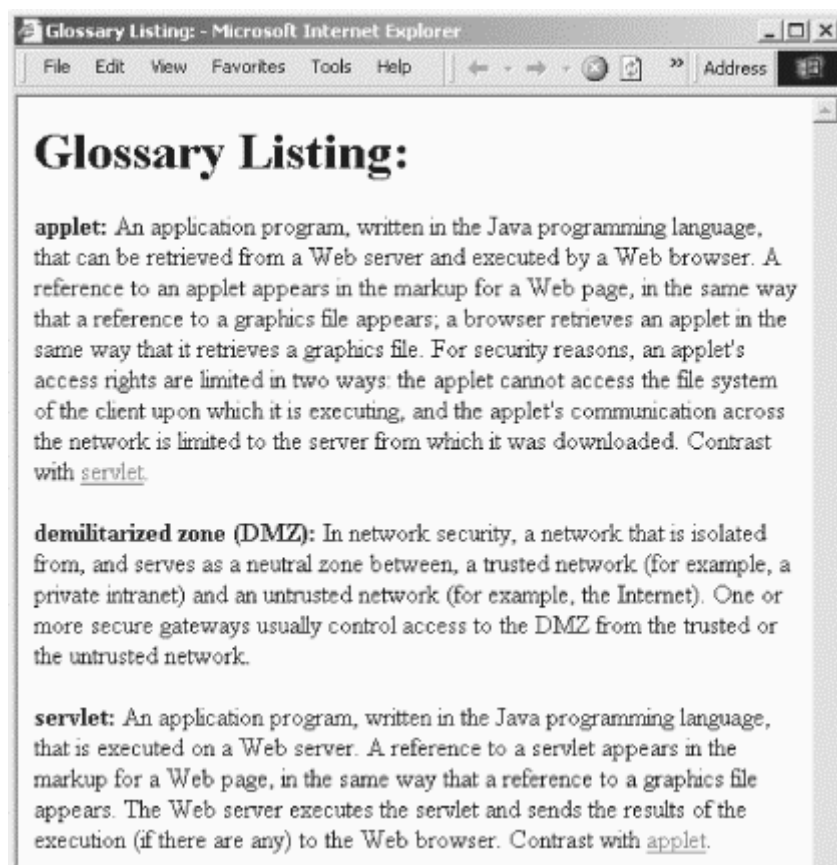 Glossary Listing: - Microsoft Internet Explorer
File Edit View Favorites Tools Help » Address
Glossary Listing:
applet: An application program, written in the Java programming language,
that can be retrieved from a Web server and executed by a Web browser. A
reference to an applet appears in the markup for a Web page, in the same way
that a reference to a graphics file appears; a browser retrieves an applet in the
same way that it retrieves a graphics file. For security reasons, an applet's
access rights are limited in two ways: the applet cannot access the file system
of the client upon which it is executing, and the applet's communication across
the network is limited to the server from which it was downloaded. Contrast
with servlet.
demilitarized zone (DMZ): In network security, a network that is isolated
from, and serves as a neutral zone between, a trusted network (for example, a
private intranet) and an untrusted network (for example, the Internet). One or
more secure gateways usually control access to the DMZ from the trusted or
the untrusted network.
servlet: An application program, written in the Java programming language,
that is executed on a Web server. A reference to a servlet appears in the
markup for a Web page, in the same way that a reference to a graphics file
appears. The Web server executes the servlet and sends the results of the
execution (if there are any) to the Web browser. Contrast with applet.